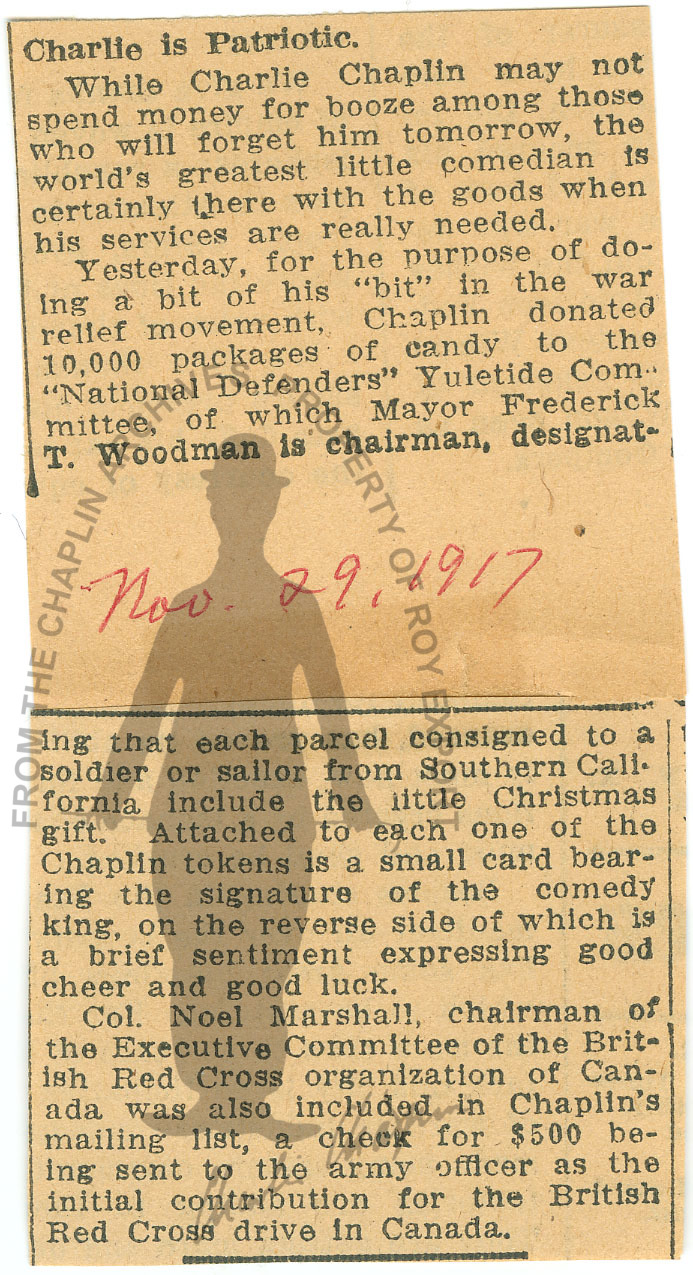 Charlie is Patriotic.
While Charlie Chaplin may not
spend money for booze among those
who will forget him tomorrow, the
world's greatest little comedian is
certainly there with the goods when
his services are really needed.
Yesterday, for the purpose of do-
ing a bit of his "bit" in the war
relief movement, Chaplin donated
10,000 packages of candy to the
"National Defenders" Yuletide Com-
mittee, of which Mayor Frederick
T. Woodman is chairman, designat-
Nov. 29, 1917
ing that each parcel consigned to a
soldier or sailor from Southern Cali-
fornia include the little Christmas
gift. Attached to each one of the
Chaplin tokens is a small card bear-
ing the signature of the comedy
king, on the reverse side of which is
a brief sentiment expressing good
cheer and good luck.
Col. Noel Marshall, chairman of
the Executive Committee of the Brit-
ish Red Cross organization of Can-
ada was also included in Chaplin's
mailing list, a check for $500 be-
ing sent to the army officer as the
initial contribution for the British
Red Cross drive in Canada.
FROM THE CHAPLIN ARCHIVES PROPERTY OF ROY EXPORT
Charlie Chaplin